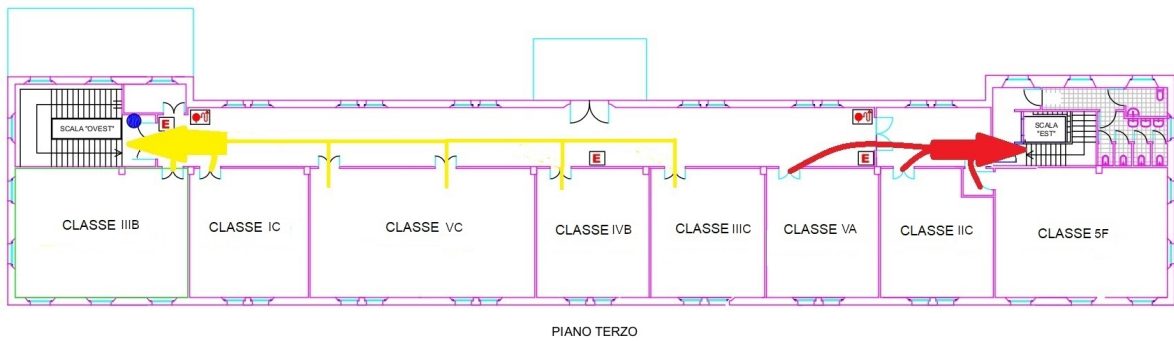 SCALA "OVEST"
E
SCALA
"EST"
E
E
CLASSE IIIB
CLASSE IC
CLASSE VC
CLASSE IVB
CLASSE IIIC
CLASSE VA
CLASSE IIC
CLASSE 5F
PIANO TERZO